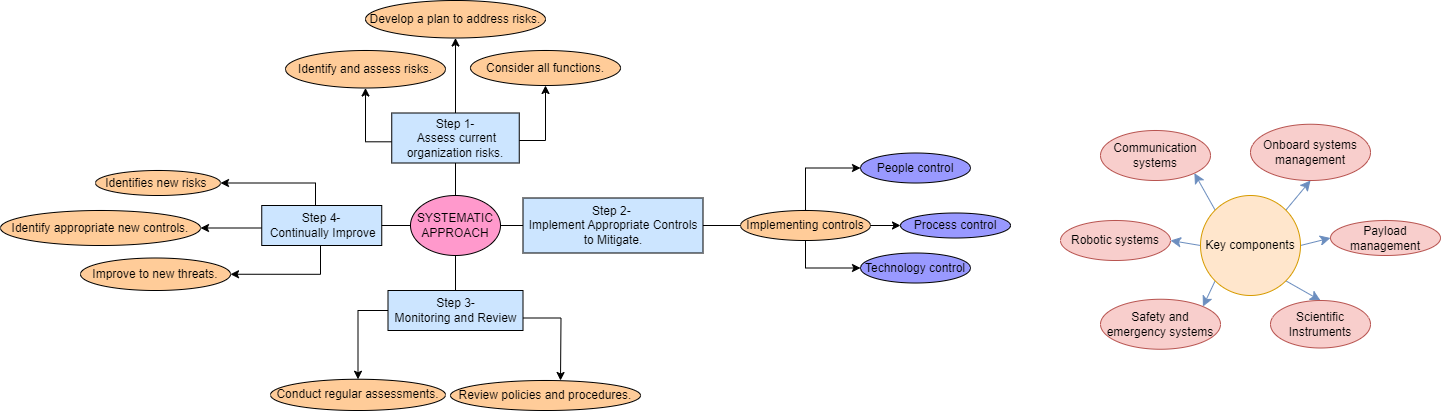 Develop a plan to address risks.
Identify and assess risks.
Consider all functions.
Step 1-
Assess current
organization risks.
Identifies new risks
Step 4-
Continually Improve
Identify appropriate new controls.
Improve to new threats.
SYSTEMATIC
APPROACH
Step 2-
Implement Appropriate Controls
to Mitigate.
Implementing controls
People control
Process control
Technology control
Step 3-
Monitoring and Review
Conduct regular assessments.
Review policies and procedures.
Communication
systems
Onboard systems
management
Robotic systems
Key components
Payload
management
Safety and
emergency systems
Scientific
Instruments